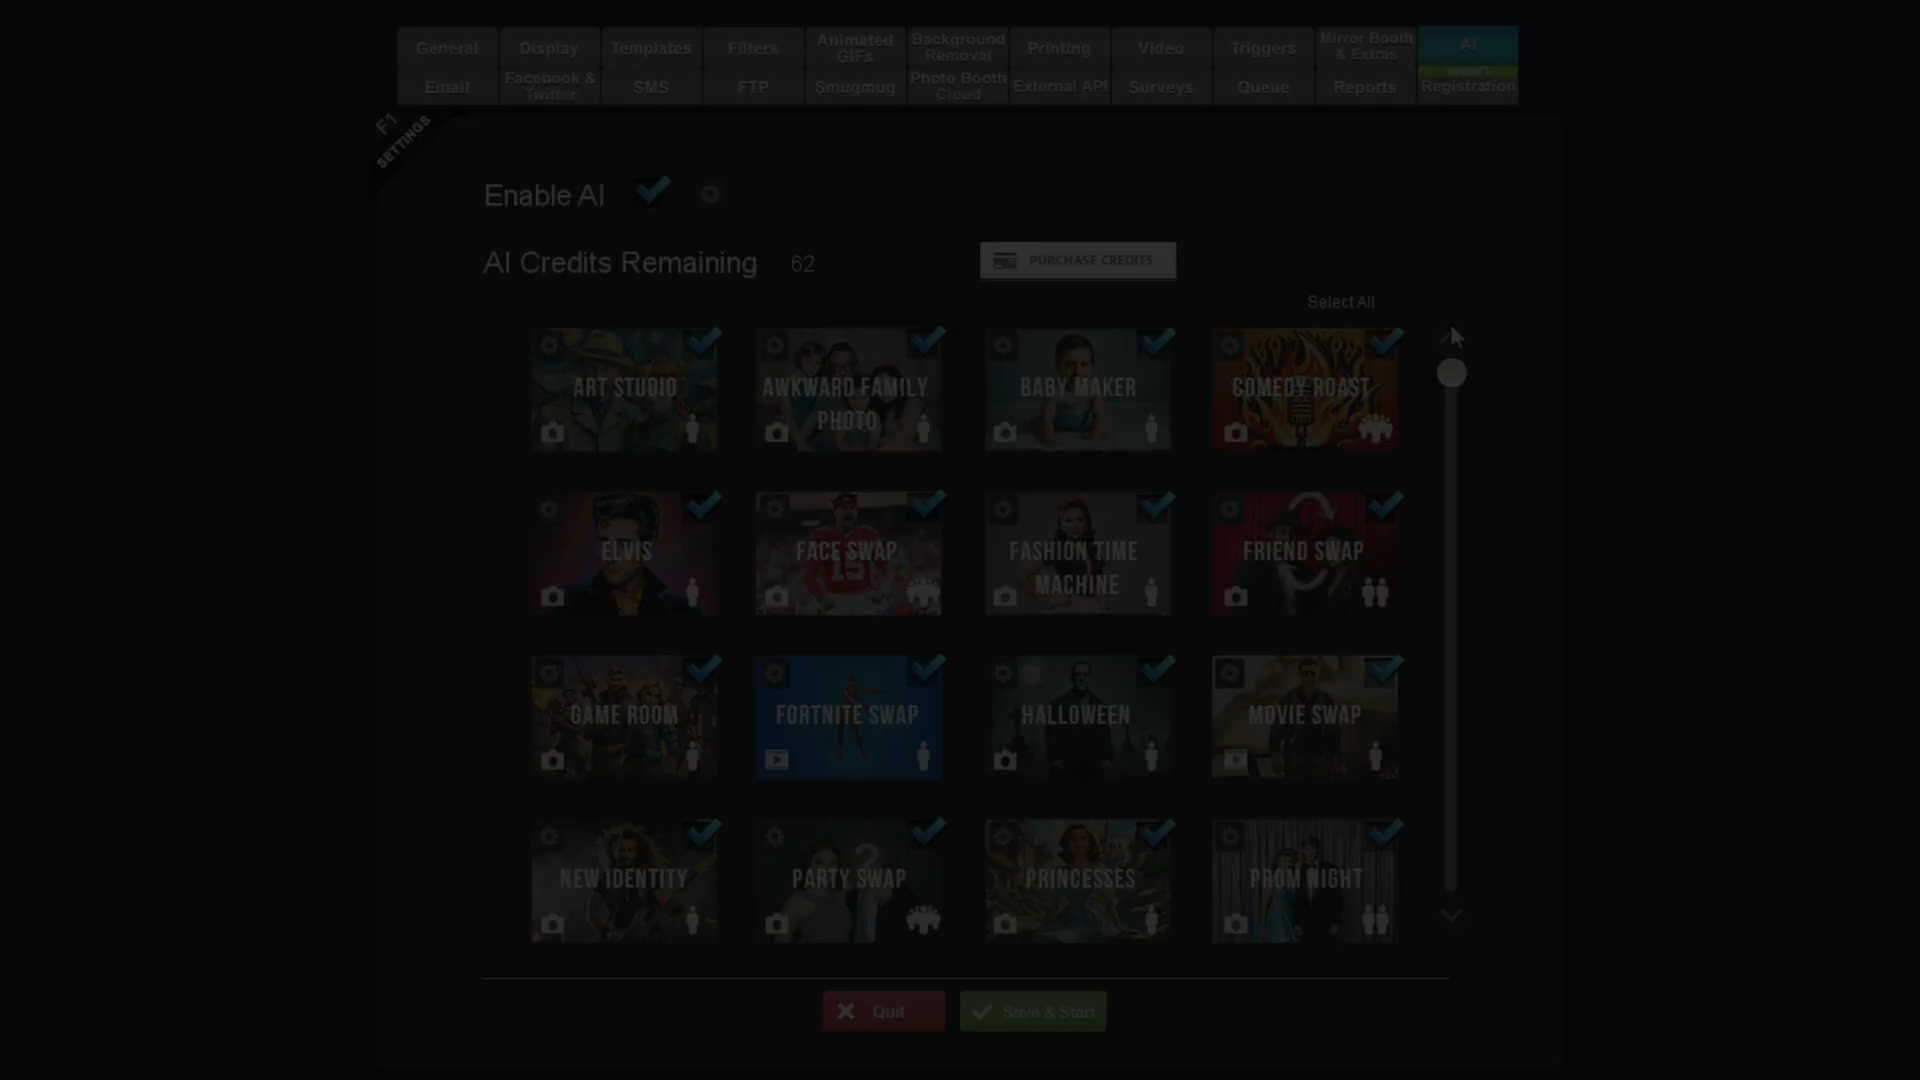 General
Display
Templates
Filters
Animated
GIFs
Background
Removal
Printing
Video
Triggers
Mirror Booth
& Extras
AI
Email
Facebook &
Twitter
SMS
FTP
Smugmug
Photo Booth
Cloud
External API
Surveys
Queue
Reports
Registration
F1
SETTINGS
Enable AI
AI Credits Remaining 62
PURCHASE CREDITS
Select All
ART STUDIO
AWKWARD FAMILY
PHOTO
BABY MAKER
COMEDY ROAST
ELVIS
FACE SWAP
15
FASHION TIME
MACHINE
FRIEND SWAP
GAME ROOM
FORTNITE SWAP
HALLOWEEN
MOVIE SWAP
NEW IDENTITY
PARTY SWAP
?
PRINCESSES
PROM NIGHT
Quit
Save & Start